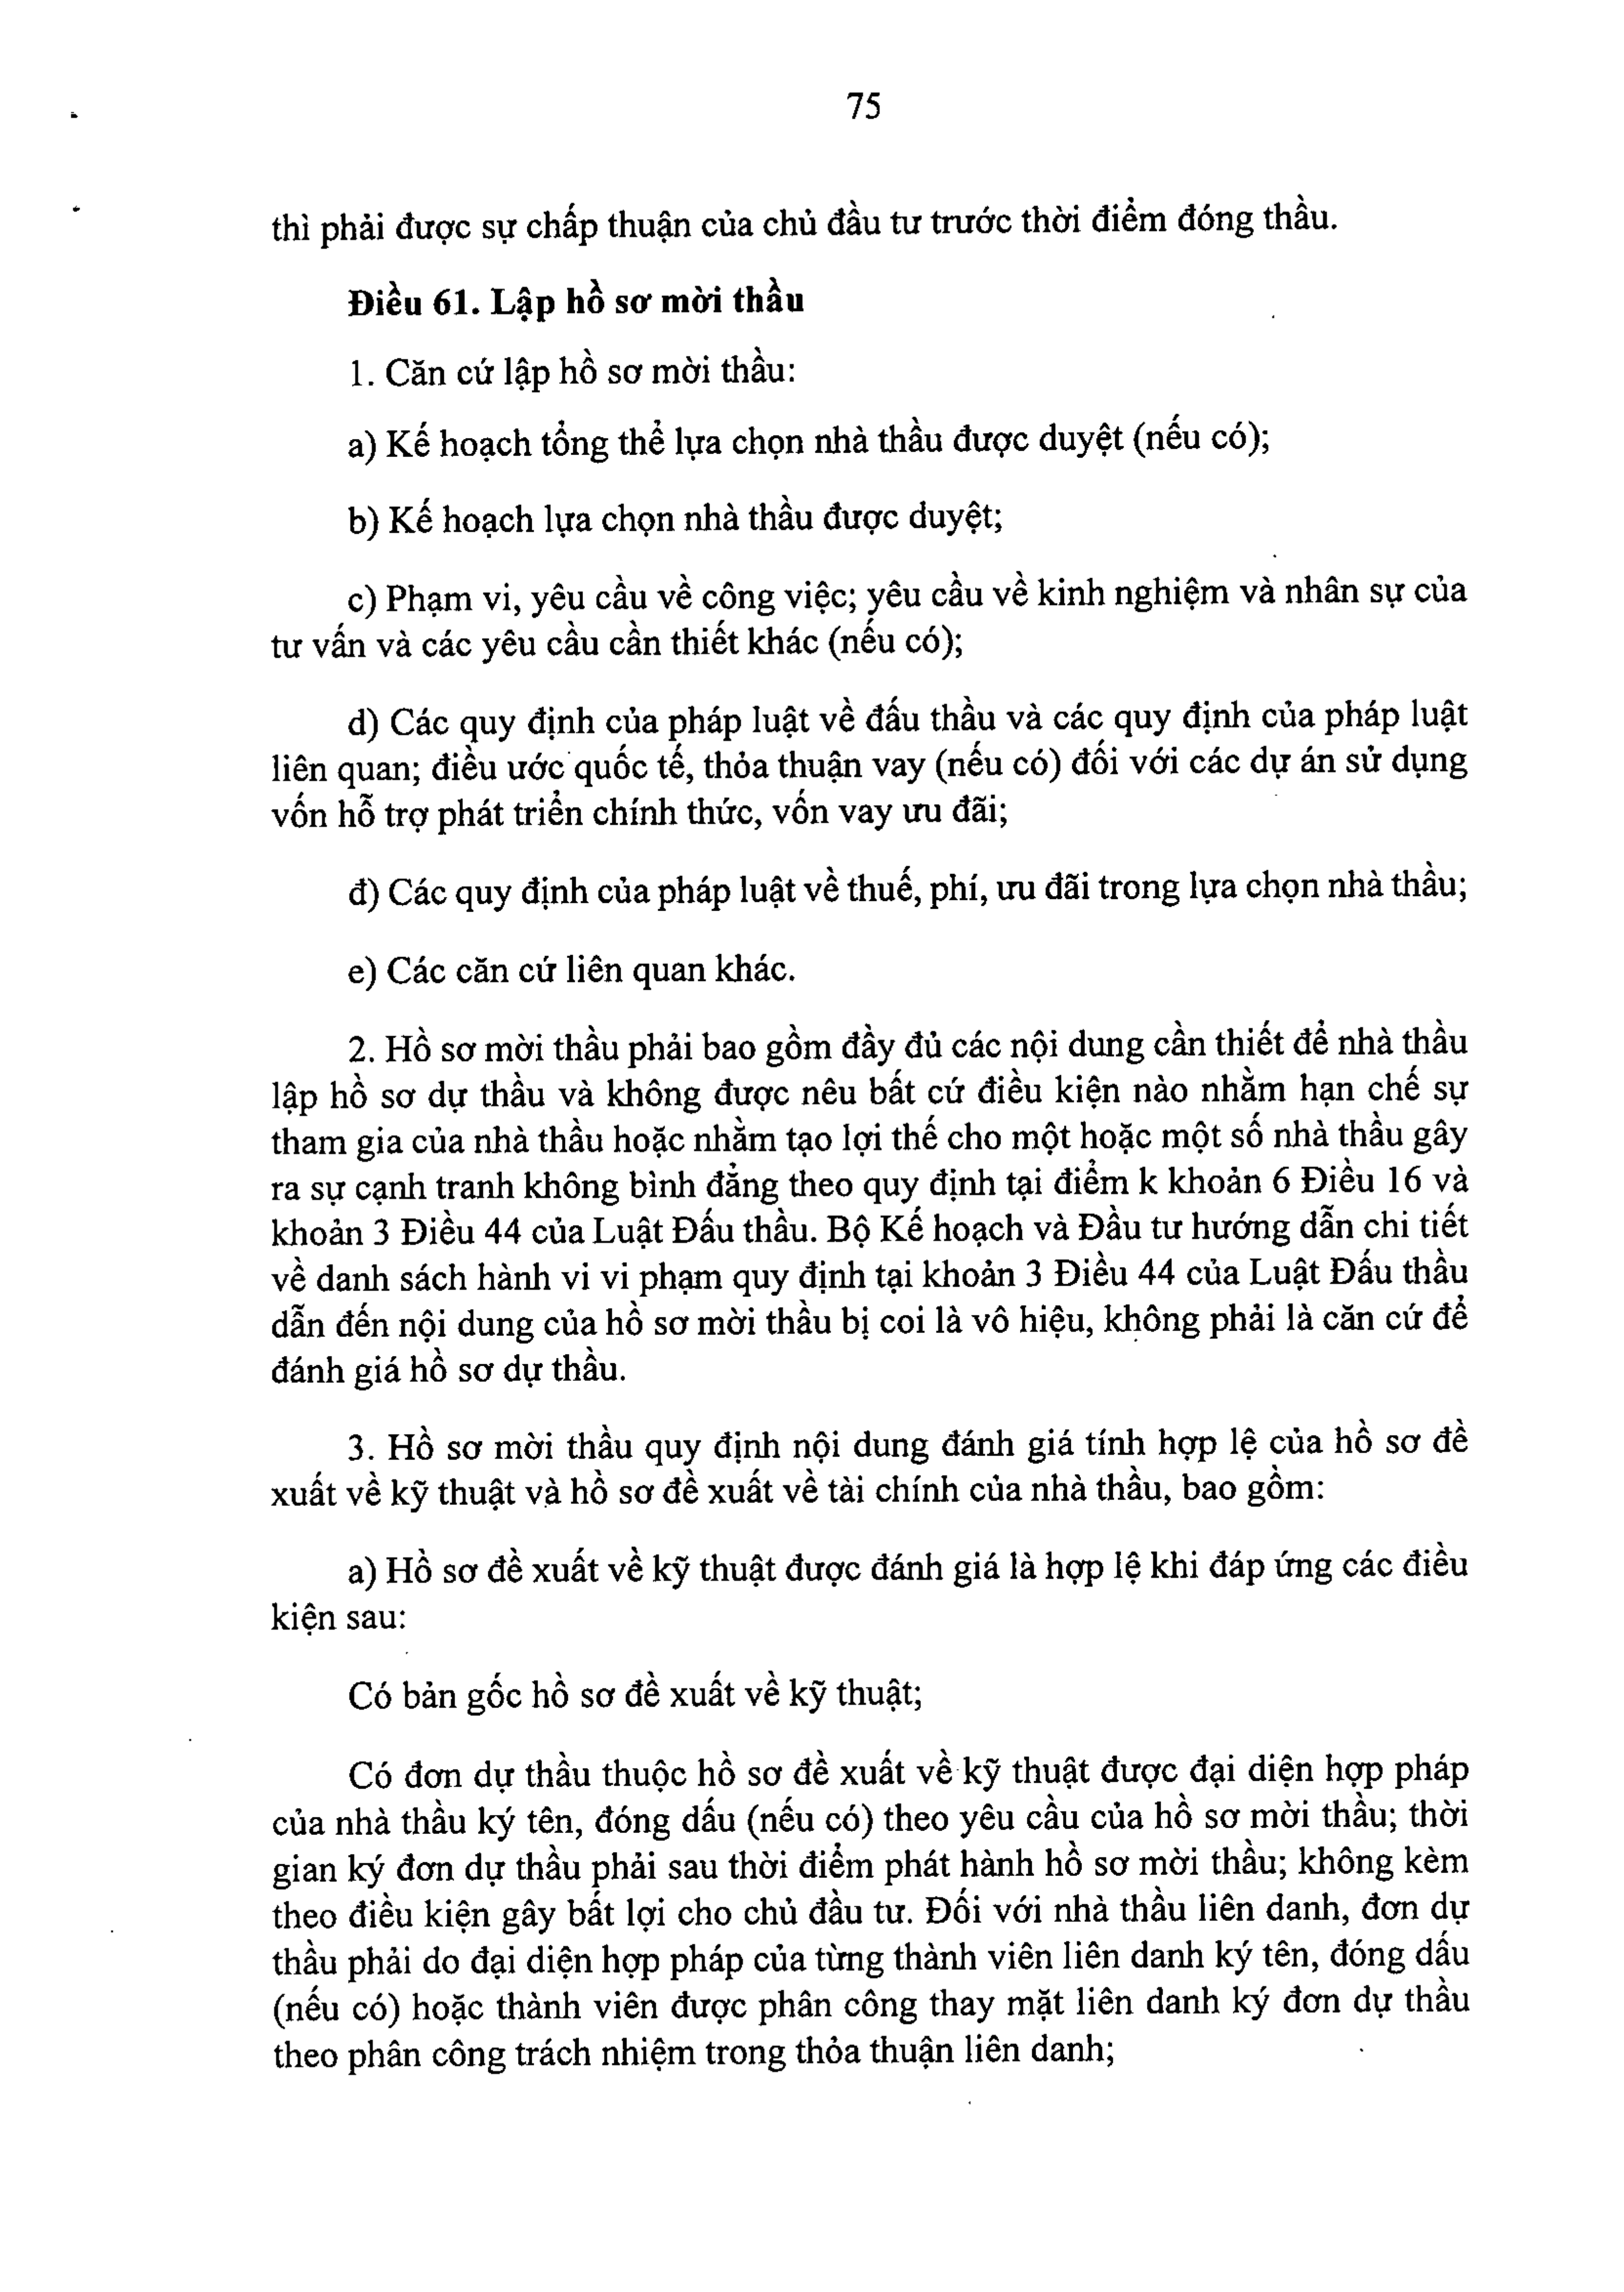 75
thì phải được sự chấp thuận của chủ đầu tư trước thời điểm đóng thầu.
Điều 61. Lập hồ sơ mời thầu
1. Căn cứ lập hồ sơ mời thầu:
a) Kế hoạch tổng thể lựa chọn nhà thầu được duyệt (nếu có);
b) Kế hoạch lựa chọn nhà thầu được duyệt;
c) Phạm vi, yêu cầu về công việc; yêu cầu về kinh nghiệm và nhân sự của
tư vấn và các yêu cầu cần thiết khác (nếu có);
d) Các quy định của pháp luật về đấu thầu và các quy định của pháp luật
liên quan; điều ước quốc tế, thỏa thuận vay (nếu có) đối với các dự án sử dụng
vốn hỗ trợ phát triển chính thức, vốn vay ưu đãi;
đ) Các quy định của pháp luật về thuế, phí, ưu đãi trong lựa chọn nhà thầu;
e) Các căn cứ liên quan khác.
2. Hồ sơ mời thầu phải bao gồm đầy đủ các nội dung cần thiết để nhà thầu
lập hồ sơ dự thầu và không được nêu bất cứ điều kiện nào nhằm hạn chế sự
tham gia của nhà thầu hoặc nhằm tạo lợi thế cho một hoặc một số nhà thầu gây
ra sự cạnh tranh không bình đẳng theo quy định tại điểm k khoản 6 Điều 16 và
khoản 3 Điều 44 của Luật Đấu thầu. Bộ Kế hoạch và Đầu tư hướng dẫn chi tiết
về danh sách hành vi vi phạm quy định tại khoản 3 Điều 44 của Luật Đấu thầu
dẫn đến nội dung của hồ sơ mời thầu bị coi là vô hiệu, không phải là căn cứ để
đánh giá hồ sơ dự thầu.
3. Hồ sơ mời thầu quy định nội dung đánh giá tính hợp lệ của hồ sơ đề
xuất về kỹ thuật và hồ sơ đề xuất về tài chính của nhà thầu, bao gồm:
a) Hồ sơ đề xuất về kỹ thuật được đánh giá là hợp lệ khi đáp ứng các điều
kiện sau:
Có bản gốc hồ sơ đề xuất về kỹ thuật;
Có đơn dự thầu thuộc hồ sơ đề xuất về kỹ thuật được đại diện hợp pháp
của nhà thầu ký tên, đóng dấu (nếu có) theo yêu cầu của hồ sơ mời thầu; thời
gian ký đơn dự thầu phải sau thời điểm phát hành hồ sơ mời thầu; không kèm
theo điều kiện gây bất lợi cho chủ đầu tư. Đối với nhà thầu liên danh, đơn dự
thầu phải do đại diện hợp pháp của từng thành viên liên danh ký tên, đóng dấu
(nếu có) hoặc thành viên được phân công thay mặt liên danh ký đơn dự thầu
theo phân công trách nhiệm trong thỏa thuận liên danh;